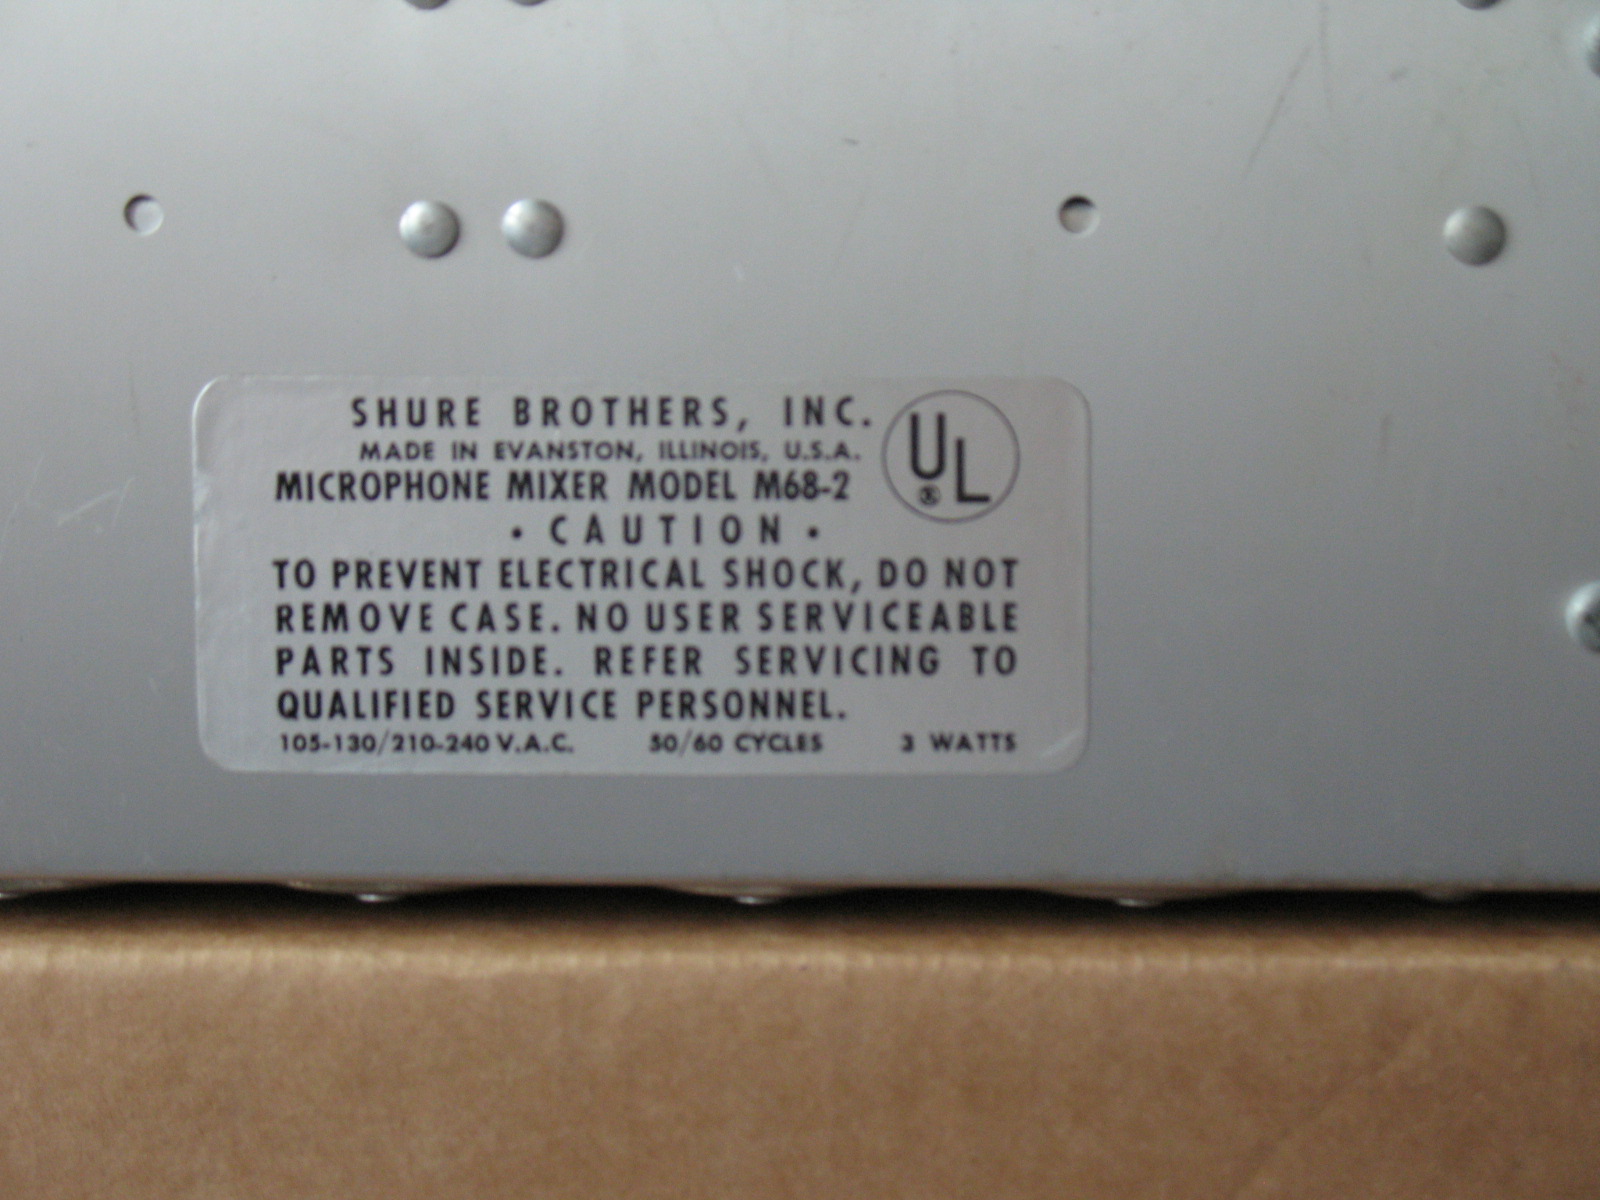 SHURE BROTHERS, INC.
MADE IN EVANSTON, ILLINOIS, U.S.A.
MICROPHONE MIXER MODEL M68-2
UL
®
• CAUTION •
TO PREVENT ELECTRICAL SHOCK, DO NOT
REMOVE CASE. NO USER SERVICEABLE
PARTS INSIDE. REFER SERVICING TO
QUALIFIED SERVICE PERSONNEL.
105-130/210-240 V.A.C. 50/60 CYCLES 3 WATTS